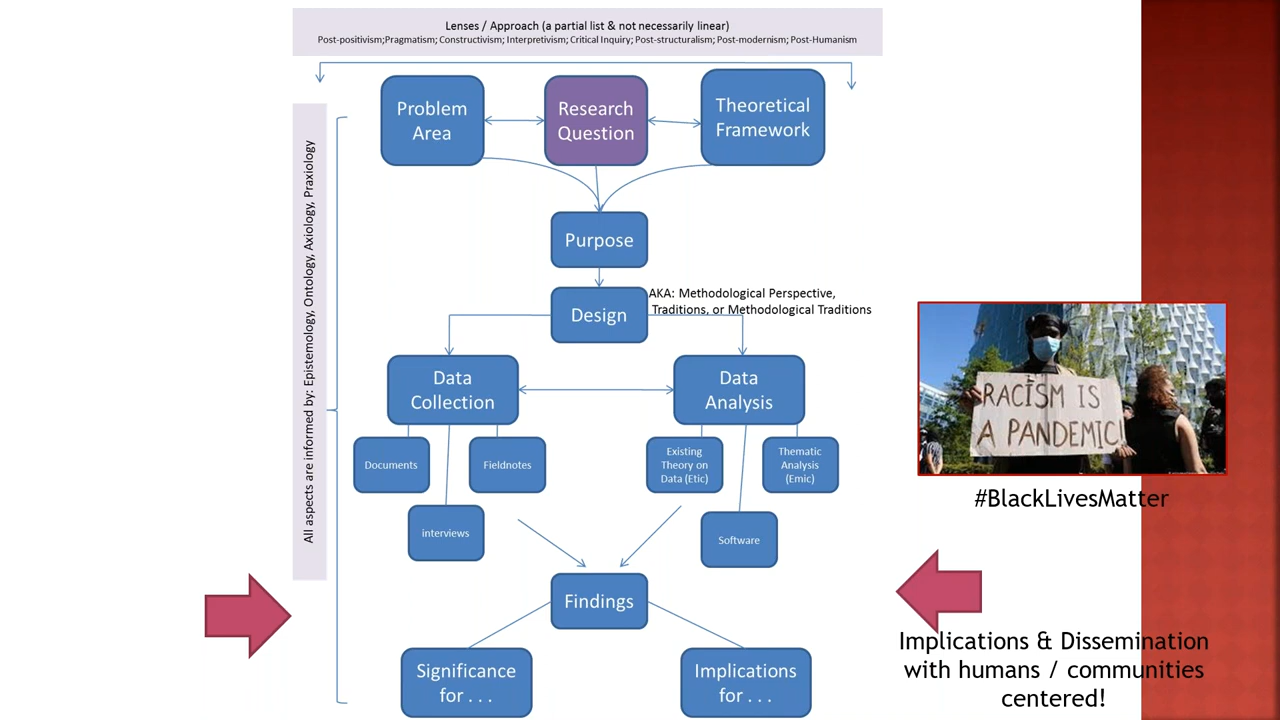 Lenses / Approach (a partial list & not necessarily linear)
Post-positivism;Pragmatism; Constructivism; Interpretivism; Critical Inquiry; Post-structuralism; Post-modernism; Post-Humanism
All aspects are informed by: Epistemology, Ontology, Axiology, Praxiology
Problem
Area
Research
Question
Theoretical
Framework
Purpose
Design
AKA: Methodological Perspective,
Traditions, or Methodological Traditions
Data
Collection
Data
Analysis
Documents
Fieldnotes
interviews
Existing
Theory on
Data (Etic)
Thematic
Analysis
(Emic)
Software
Findings
Significance
for . . .
Implications
for . . .
RACISM IS
A PANDEMIC!
#BlackLivesMatter
Implications & Dissemination
with humans / communities
centered!